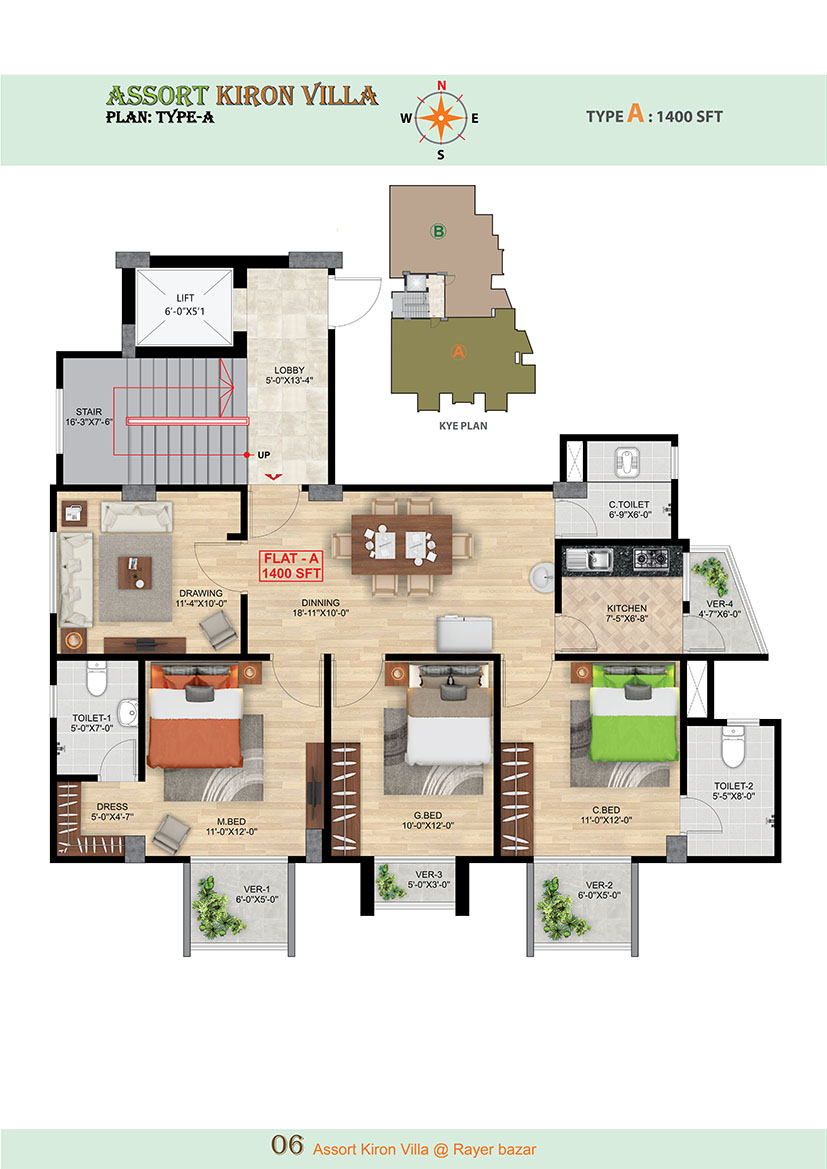 ASSORT KIRON VILLA
PLAN: TYPE-A
N
W
E
S
TYPE A : 1400 SFT
B
A
KYE PLAN
LIFT
6'-0"X5'1
LOBBY
5'-0"X13'-4"
STAIR
16'-3"X7'-6"
UP
C.TOILET
6'-9"X6'-0"
FLAT - A
1400 SFT
DRAWING
11'-4"X10'-0"
DINNING
18'-11"X10'-0"
KITCHEN
7'-5"X6'-8"
VER-4
4'-7"X6'-0"
TOILET-1
5'-0"X7'-0"
DRESS
5'-0"X4'-7"
M.BED
11'-0"X12'-0"
G.BED
10'-0"X12'-0"
C.BED
11'-0"X12'-0"
TOILET-2
5'-5"X8'-0"
VER-1
6'-0"X5'-0"
VER-3
5'-0"X3'-0"
VER-2
6'-0"X5'-0"
06 Assort Kiron Villa @ Rayer bazar